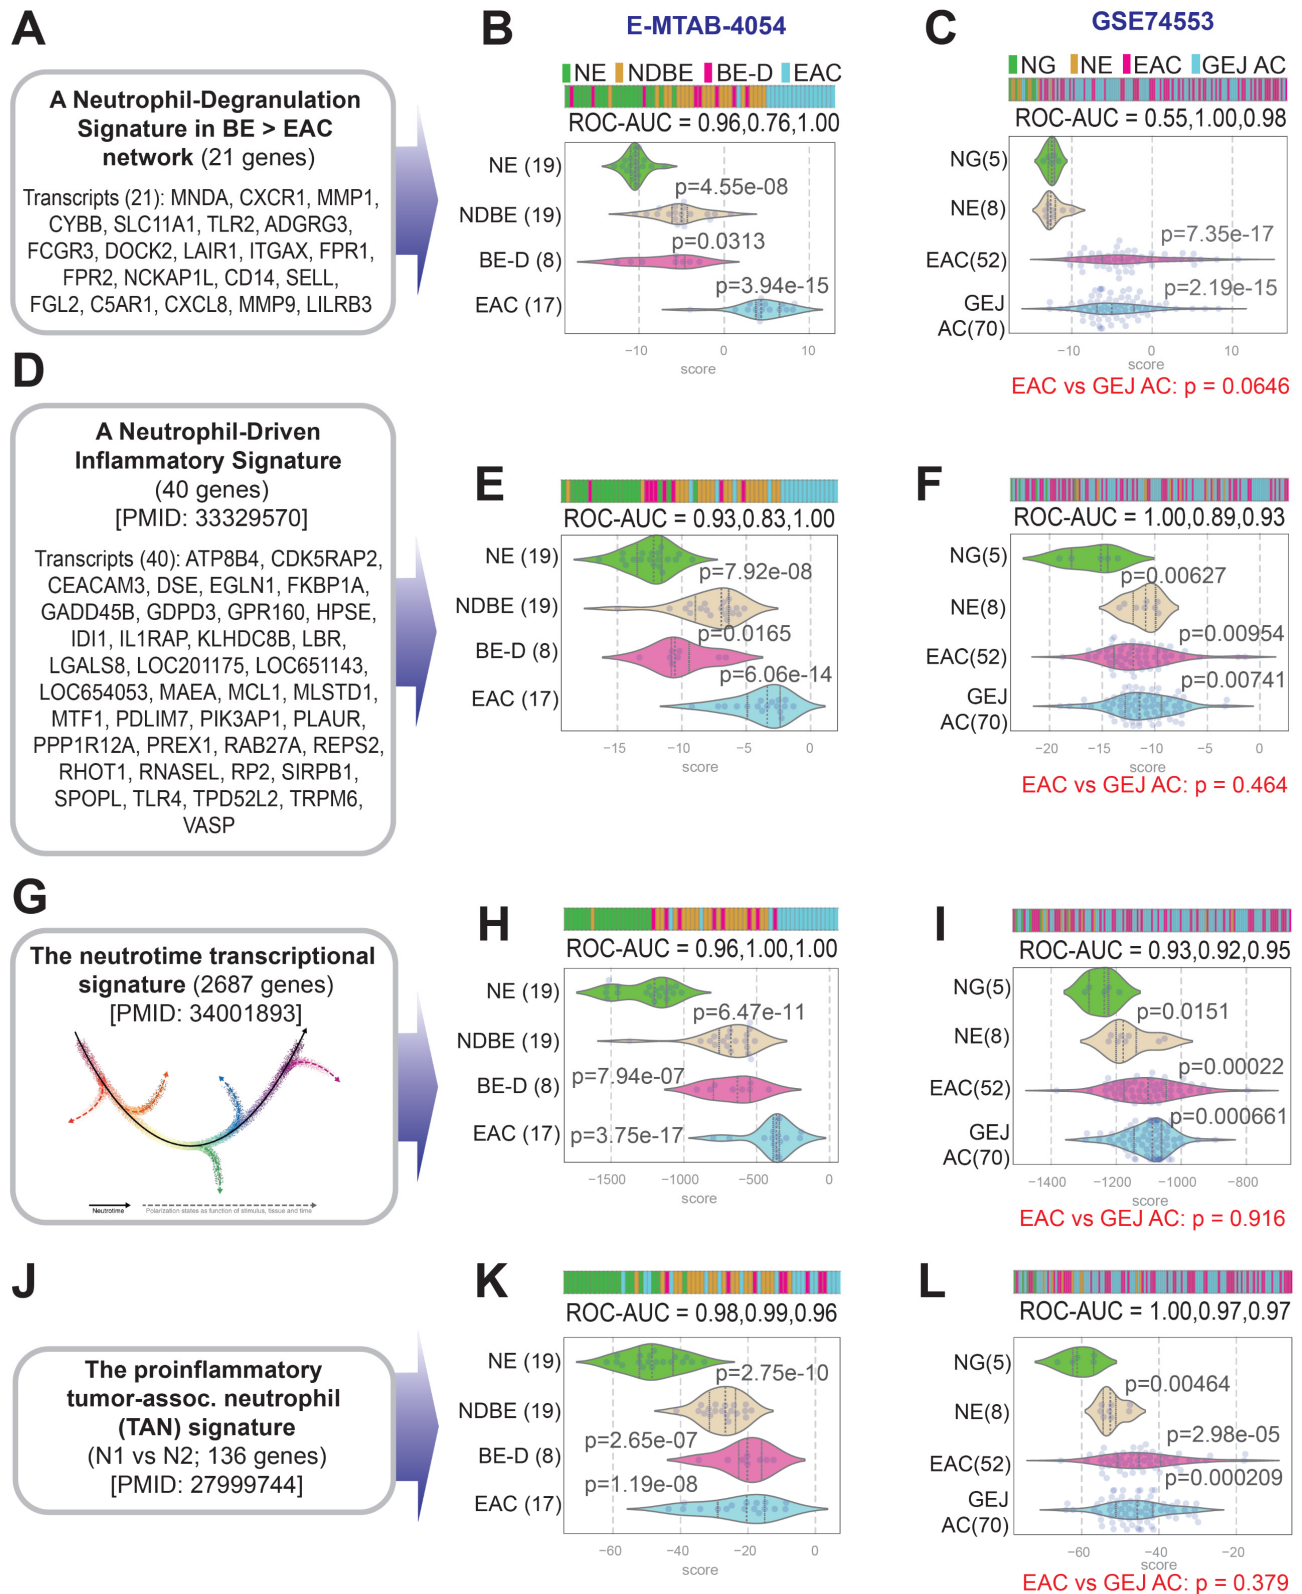 A
A Neutrophil-Degranulation
Signature in BE > EAC
network (21 genes)
Transcripts (21): MNDA, CXCR1, MMP1,
CYBB, SLC11A1, TLR2, ADGRG3,
FCGR3, DOCK2, LAIR1, ITGAX, FPR1,
FPR2, NCKAP1L, CD14, SELL,
FGL2, C5AR1, CXCL8, MMP9, LILRB3
B
E-MTAB-4054
NE NDBE BE-D EAC
ROC-AUC = 0.96,0.76,1.00
NE (19)
p=4.55e-08
NDBE (19)
p=0.0313
BE-D (8)
p=3.94e-15
EAC (17)
−10 0 10
score
C
GSE74553
NG NE EAC GEJ AC
ROC-AUC = 0.55,1.00,0.98
NG(5)
NE(8)
p=7.35e-17
EAC(52)
p=2.19e-15
GEJ
AC(70)
−10 0 10
score
EAC vs GEJ AC: p = 0.0646
D
A Neutrophil-Driven
Inflammatory Signature
(40 genes)
[PMID: 33329570]
Transcripts (40): ATP8B4, CDK5RAP2,
CEACAM3, DSE, EGLN1, FKBP1A,
GADD45B, GDPD3, GPR160, HPSE,
IDI1, IL1RAP, KLHDC8B, LBR,
LGALS8, LOC201175, LOC651143,
LOC654053, MAEA, MCL1, MLSTD1,
MTF1, PDLIM7, PIK3AP1, PLAUR,
PPP1R12A, PREX1, RAB27A, REPS2,
RHOT1, RNASEL, RP2, SIRPB1,
SPOPL, TLR4, TPD52L2, TRPM6,
VASP
E
ROC-AUC = 0.93,0.83,1.00
NE (19)
p=7.92e-08
NDBE (19)
p=0.0165
BE-D (8)
p=6.06e-14
EAC (17)
−15 −10 −5 0
score
F
ROC-AUC = 1.00,0.89,0.93
NG(5)
p=0.00627
NE(8)
p=0.00954
EAC(52)
p=0.00741
GEJ
AC(70)
−20 −15 −10 −5 0
score
EAC vs GEJ AC: p = 0.464
G
The neutrotime transcriptional
signature (2687 genes)
[PMID: 34001893]
Neutrotime
Polarization states as function of stimulus, tissue and time
H
ROC-AUC = 0.96,1.00,1.00
NE (19)
p=6.47e-11
NDBE (19)
p=7.94e-07
BE-D (8)
p=3.75e-17
EAC (17)
−1500 −1000 −500 0
score
I
ROC-AUC = 0.93,0.92,0.95
NG(5)
p=0.0151
NE(8)
p=0.00022
EAC(52)
p=0.000661
GEJ
AC(70)
−1400 −1200 −1000 −800
score
EAC vs GEJ AC: p = 0.916
J
The proinflammatory
tumor-assoc. neutrophil
(TAN) signature
(N1 vs N2; 136 genes)
[PMID: 27999744]
K
ROC-AUC = 0.98,0.99,0.96
NE (19)
p=2.75e-10
NDBE (19)
p=2.65e-07
BE-D (8)
p=1.19e-08
EAC (17)
−60 −40 −20 0
score
L
ROC-AUC = 1.00,0.97,0.97
NG(5)
p=0.00464
NE(8)
p=2.98e-05
EAC(52)
p=0.000209
GEJ
AC(70)
−60 −40 −20
score
EAC vs GEJ AC: p = 0.379